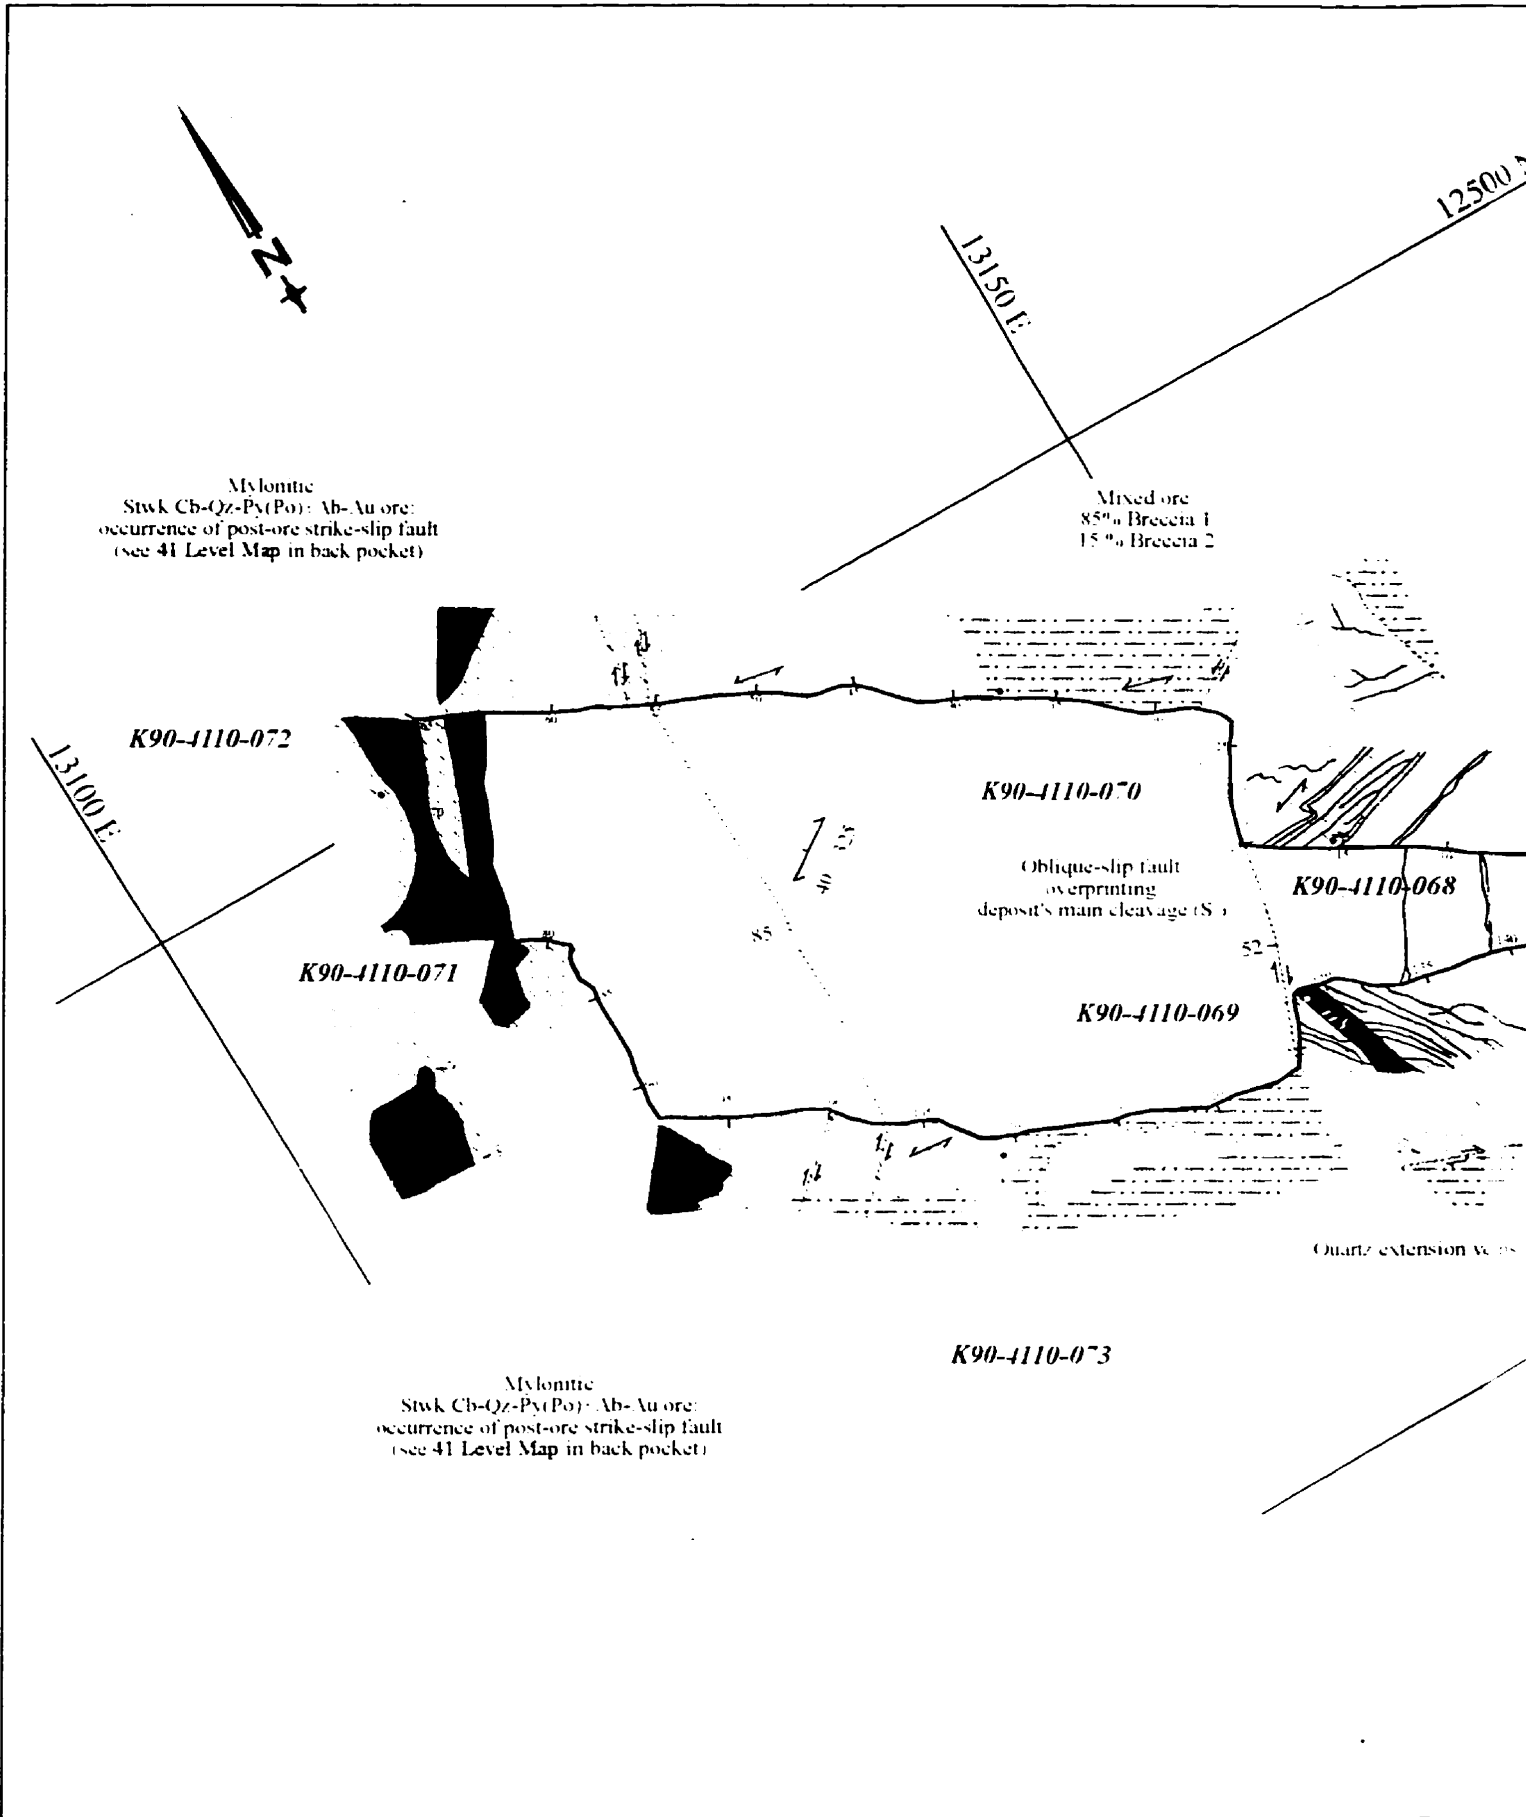 N
12500 N
13150 E
Mylonitic
Stwk Cb-Qz-Py(Po)± Ab-Au ore:
occurrence of post-ore strike-slip fault
(see 41 Level Map in back pocket)
Mixed ore
85% Breccia 1
15 % Breccia 2
K90-4110-072
13100 E
K90-4110-070
40
Oblique-slip fault
overprinting
deposit's main cleavage
K90-4110-068
85
52
K90-4110-071
K90-4110-069
Quartz extension
K90-4110-073
Mylonitic
Stwk Cb-Qz-Py(Po)± Ab-Au ore:
occurrence of post-ore strike-slip fault
(see 41 Level Map in back pocket)